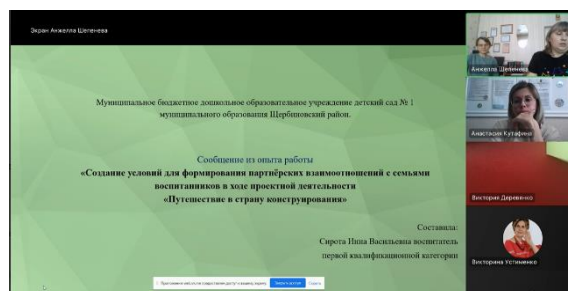 Экран Анжелла Шепенева
Муниципальное бюджетное дошкольное образовательное учреждение детский сад № 1
муниципального образования Щербиновский район.
Сообщение из опыта работы
«Создание условий для формирования партнёрских взаимоотношений с семьями
воспитанников в ходе проектной деятельности
«Путешествие в страну конструирования»
Составила:
Сирота Инна Васильевна воспитатель
первой квалификационной категории
Анжелла Шепенева
Анастасия Кутафина
Виктория Деревянко
Викторина Устименко